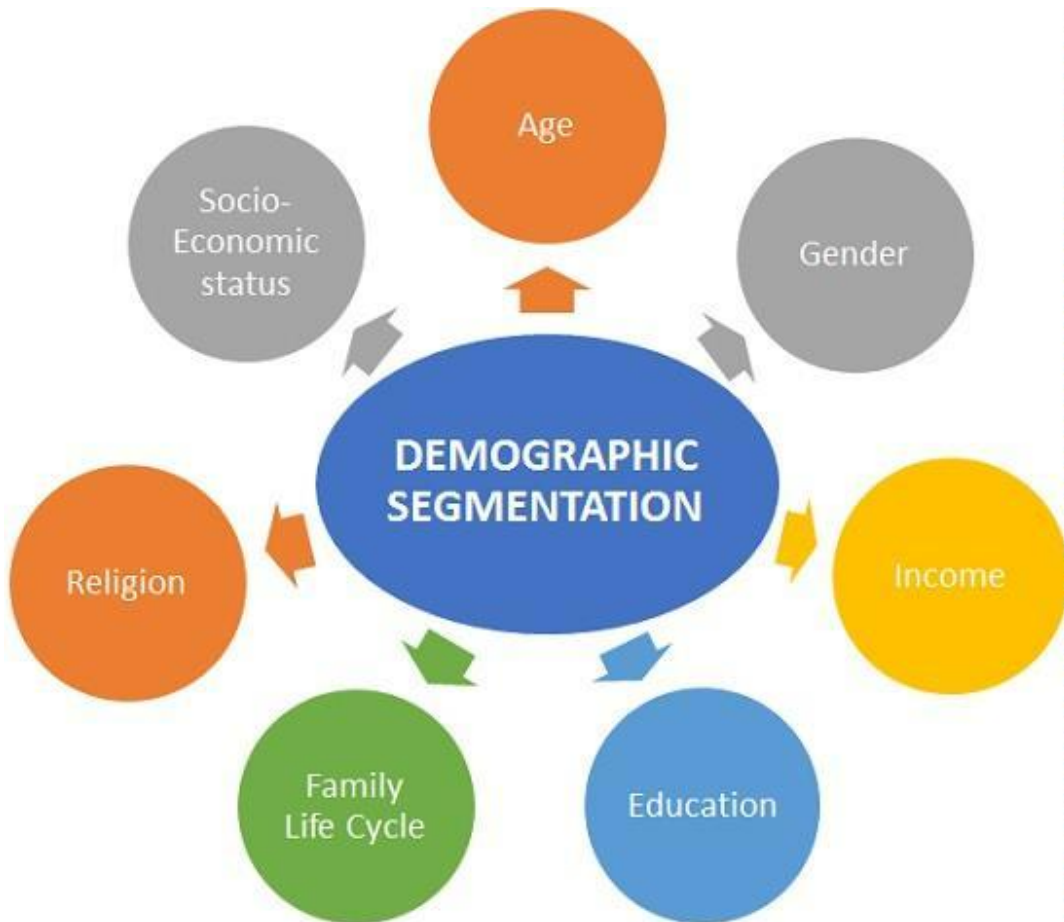 Age
Gender
Socio-
Economic
status
DEMOGRAPHIC
SEGMENTATION
Religion
Income
Family
Life Cycle
Education